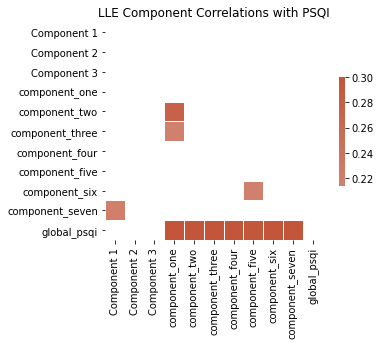 LLE Component Correlations with PSQI
Component 1
Component 2
Component 3
component_one
component_two
component_three
component_four
component_five
component_six
component_seven
global_psqi
0.30
0.28
0.26
0.24
0.22
Component 1
Component 2
Component 3
component_one
component_two
component_three
component_four
component_five
component_six
component_seven
global_psqi